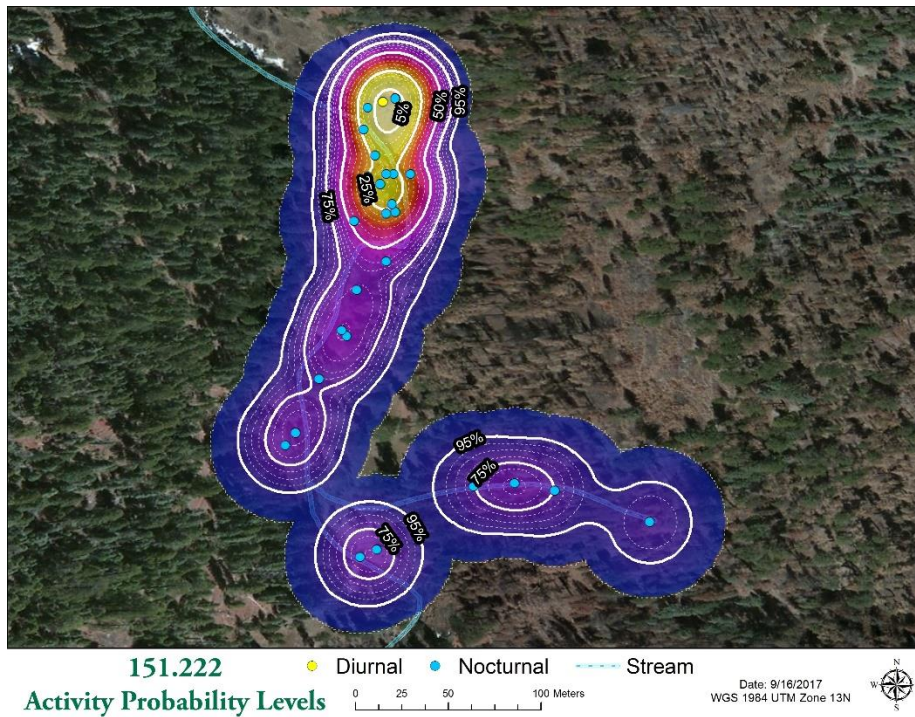 5%
50%
95%
25%
75%
95%
75%
95%
75%
151.222
Activity Probability Levels
Diurnal
Nocturnal
Stream
0 25 50 100 Meters
Date: 9/16/2017
WGS 1984 UTM Zone 13N
N
W E
S